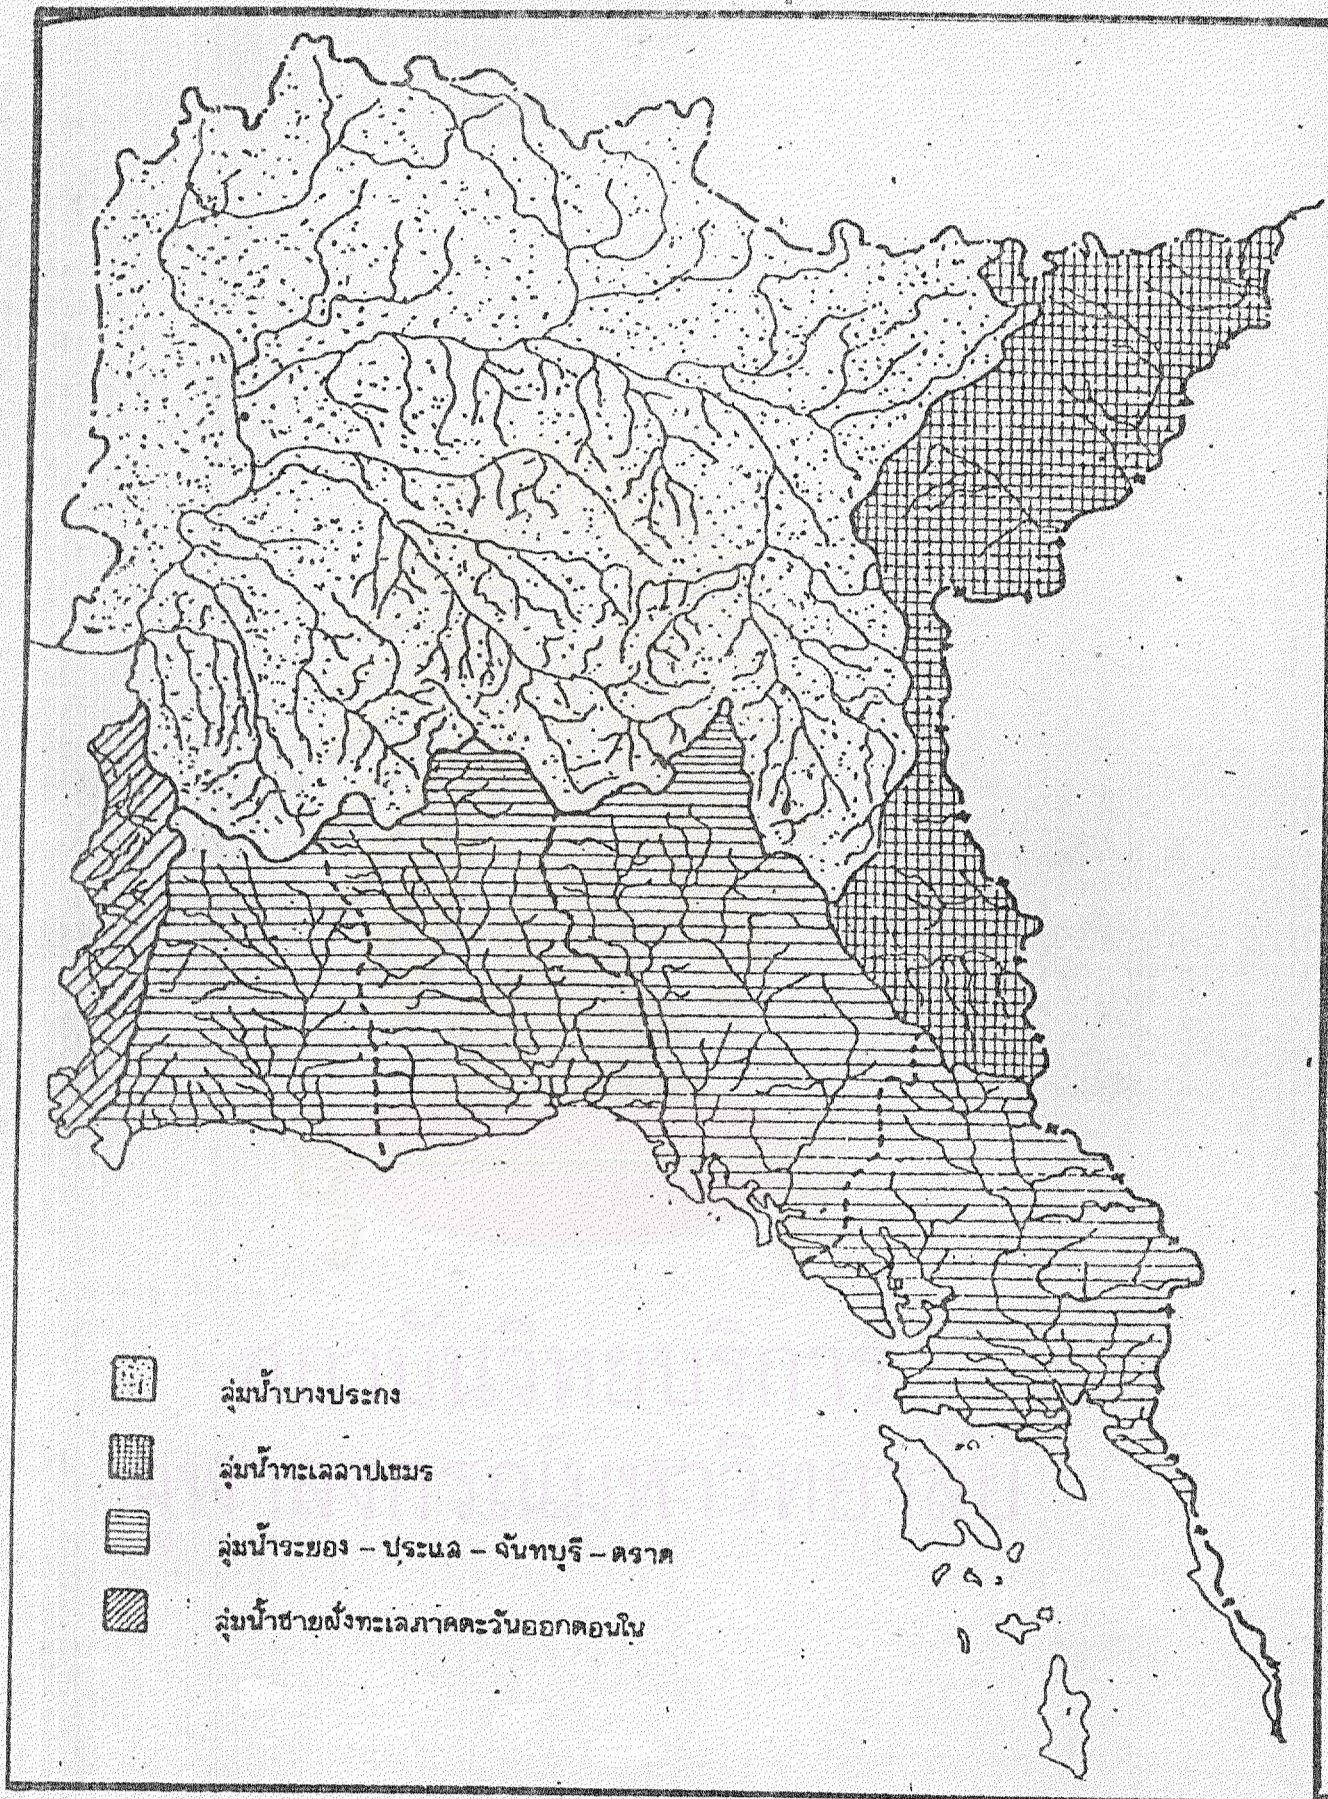 ลุ่มน้ำบางประกง
ลุ่มน้ำทะเลลาปเขมร
ลุ่มน้ำระยอง - ประแส - จันทบุรี - ตราด
ลุ่มน้ำชายฝั่งทะเลภาคตะวันออกตอนใน